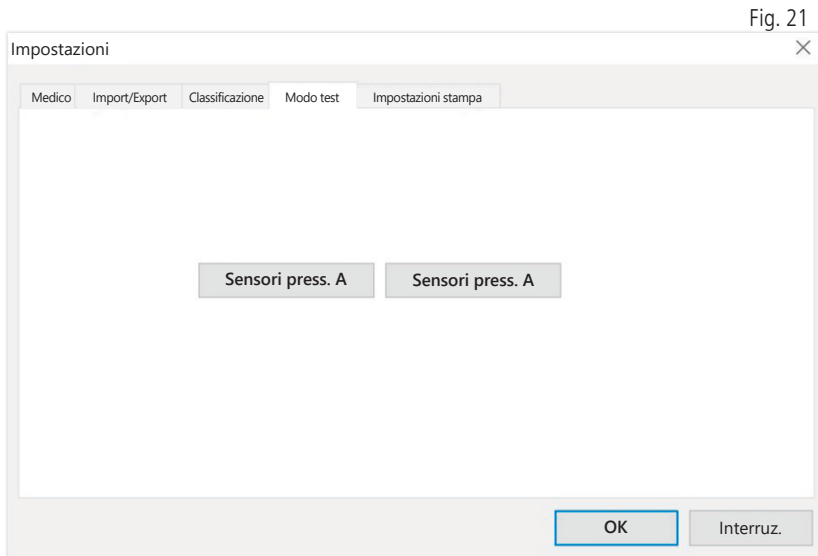 Fig. 21
Impostazioni
Medico Import/Export Classificazione Modo test Impostazioni stampa
Sensori press. A Sensori press. A
OK Interruz.